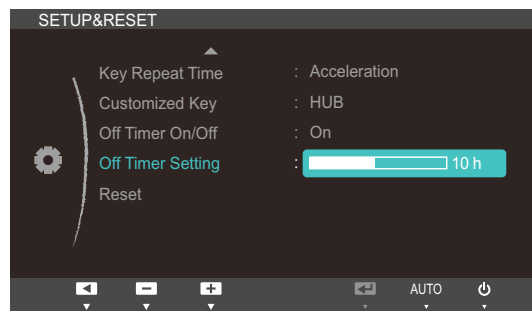 SETUP&RESET
Key Repeat Time : Acceleration
Customized Key : HUB
Off Timer On/Off : On
Off Timer Setting : 10 h
Reset
AUTO